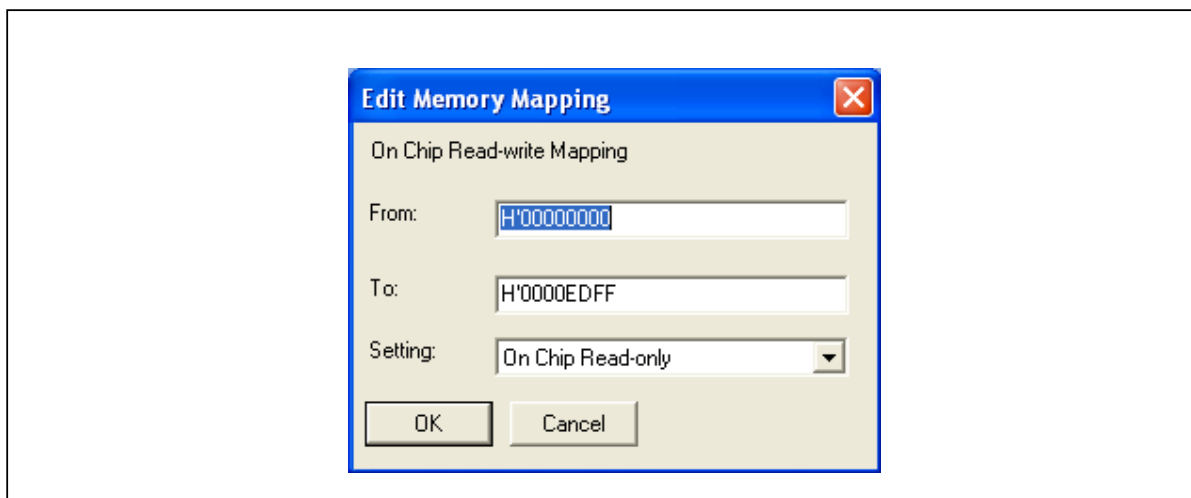 Edit Memory Mapping
On Chip Read-write Mapping
From: H'00000000
To: H'0000EDFF
Setting: On Chip Read-only
OK Cancel